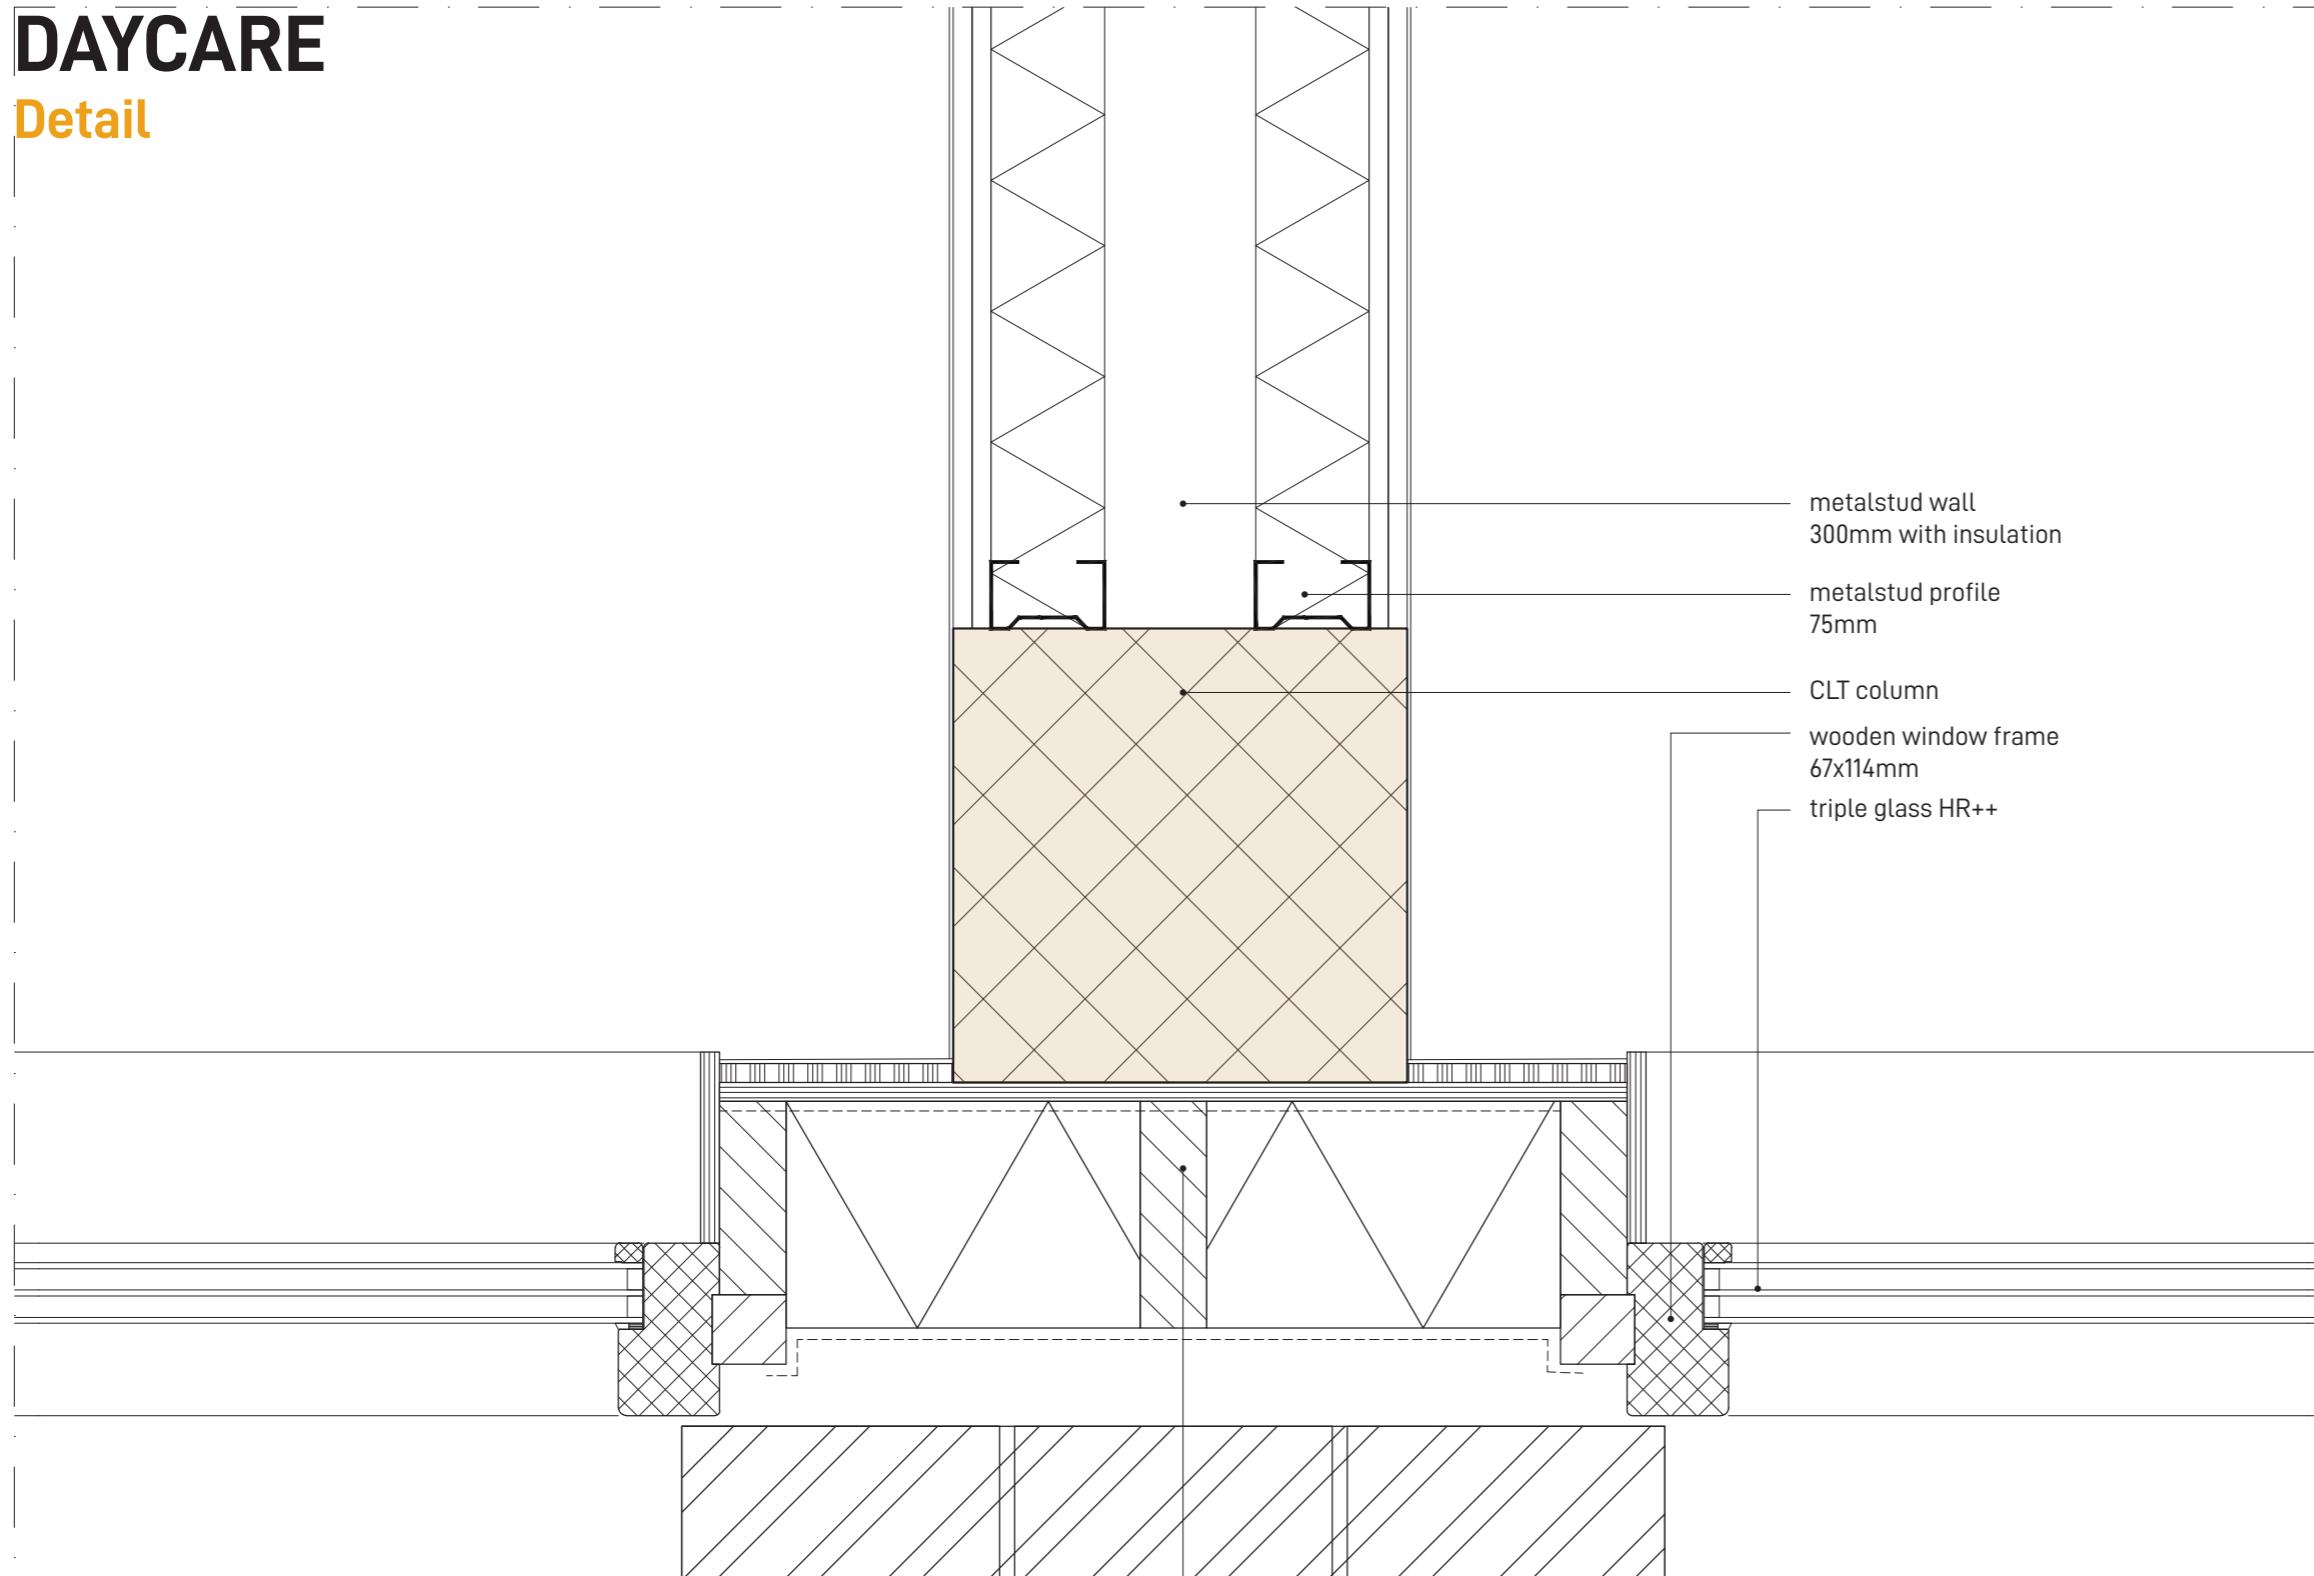 DAYCARE
Detail
metalstud wall
300mm with insulation
metalstud profile
75mm
CLT column
wooden window frame
67x114mm
triple glass HR++